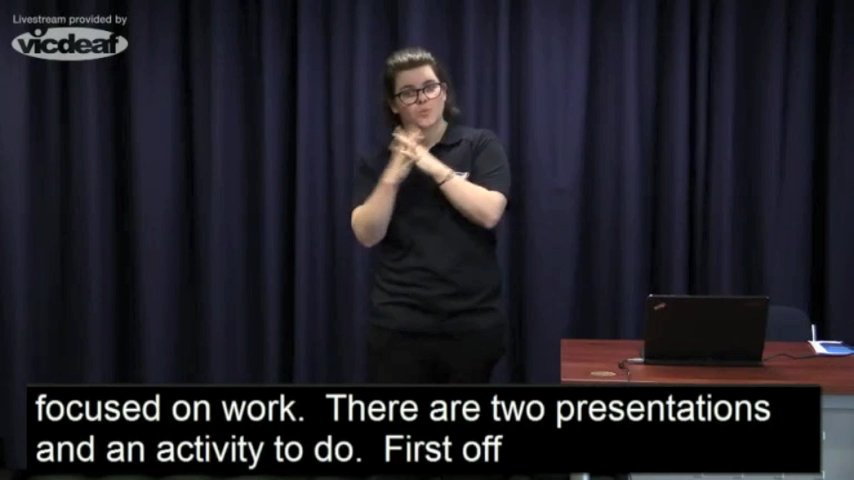 Livestream provided by
vicdeaf
focused on work.  There are two presentations
and an activity to do.  First off